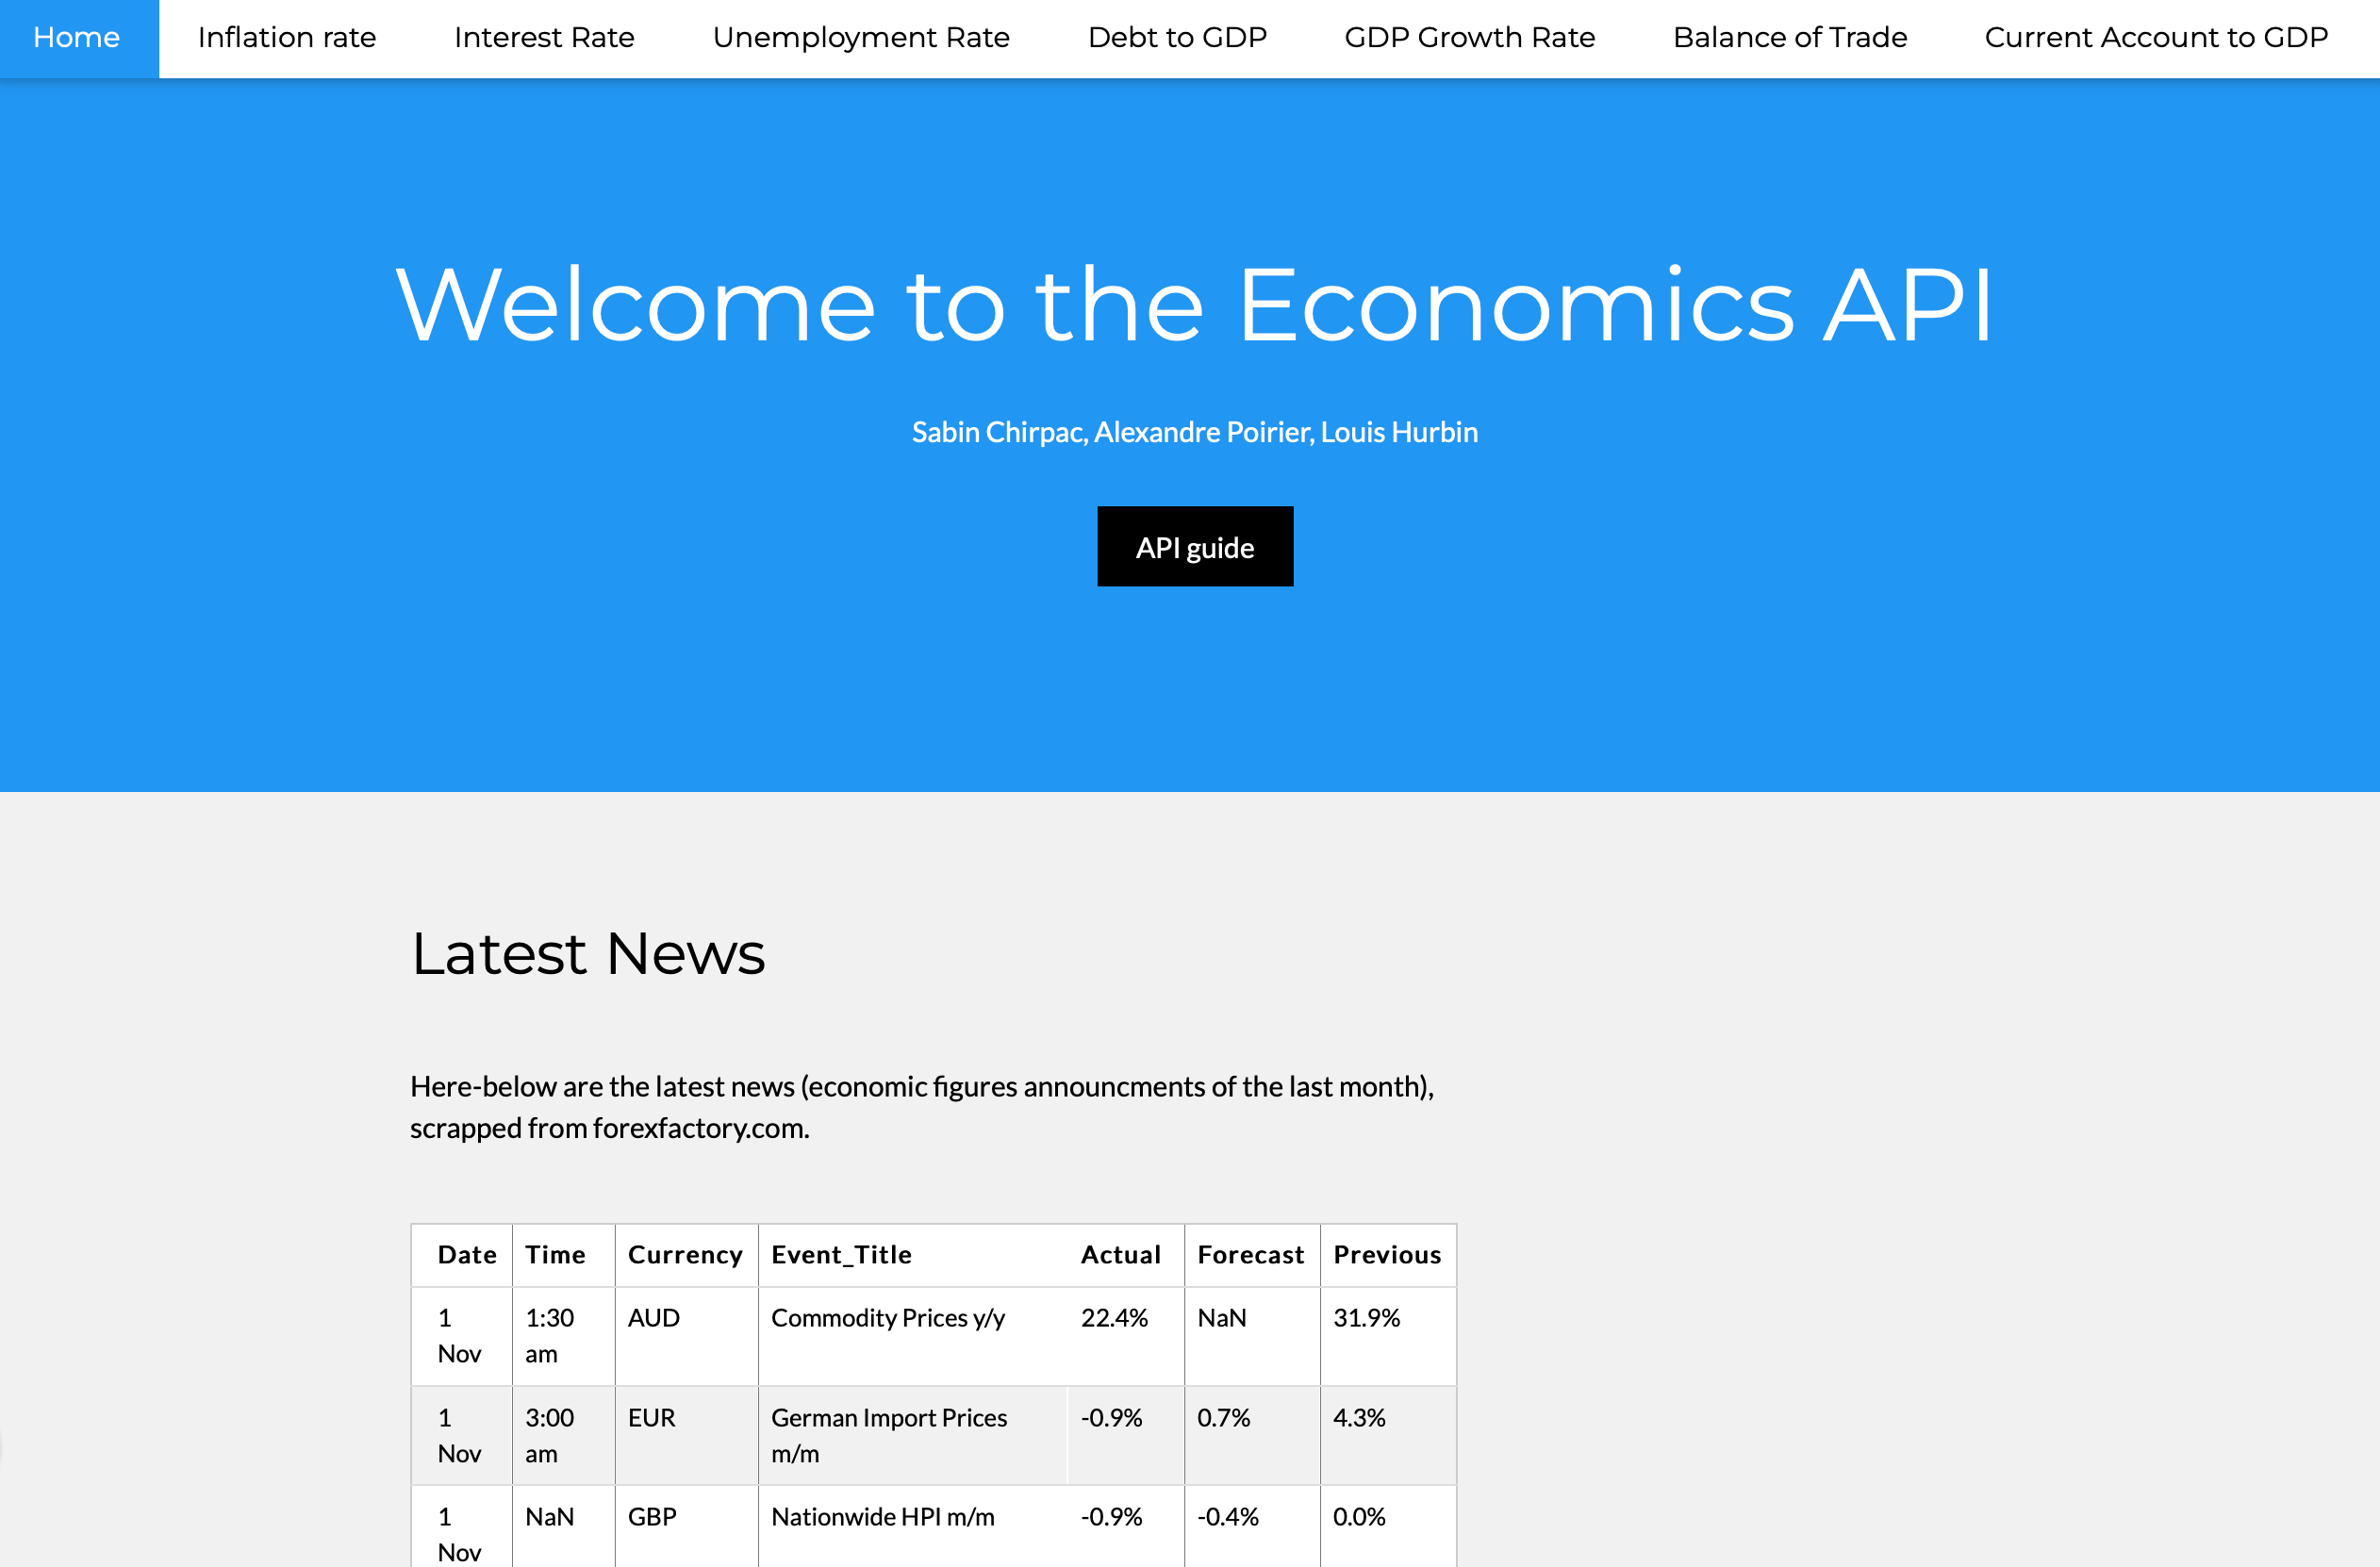 Home Inflation rate Interest Rate Unemployment Rate Debt to GDP GDP Growth Rate Balance of Trade Current Account to GDP
Welcome to the Economics API
Sabin Chirpac, Alexandre Poirier, Louis Hurbin
API guide
Latest News
Here-below are the latest news (economic figures announcments of the last month),
scrapped from forexfactory.com.
Date Time Currency Event_Title Actual Forecast Previous
1 1:30 AUD Commodity Prices y/y 22.4% NaN 31.9%
Nov am
1 3:00 EUR German Import Prices -0.9% 0.7% 4.3%
Nov am m/m
1 NaN GBP Nationwide HPI m/m -0.9% -0.4% 0.0%
Nov